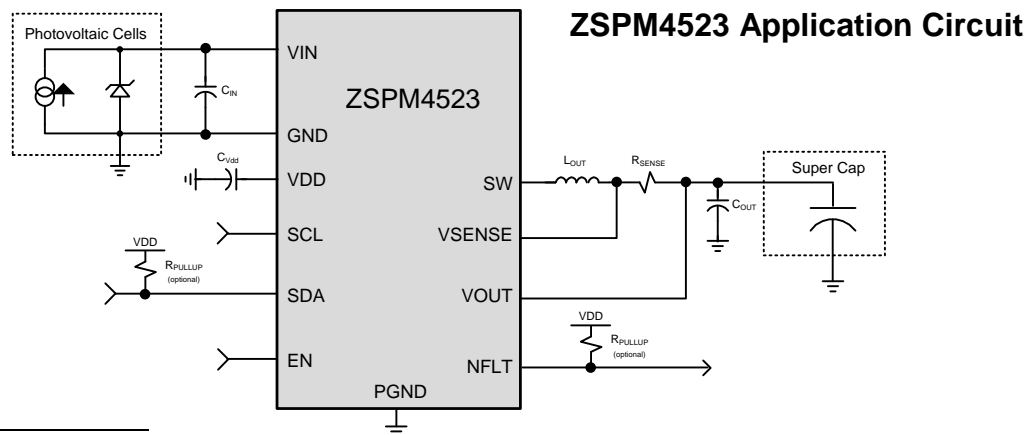 ZSPM4523 Application Circuit
Photovoltaic Cells
VIN
CIN
ZSPM4523
GND
CVdd
VDD
SW
LOUT
RSENSE
Super Cap
COUT
SCL
VSENSE
VDD
RPULLUP
(optional)
SDA
VOUT
VDD
RPULLUP
(optional)
EN
NFLT
PGND